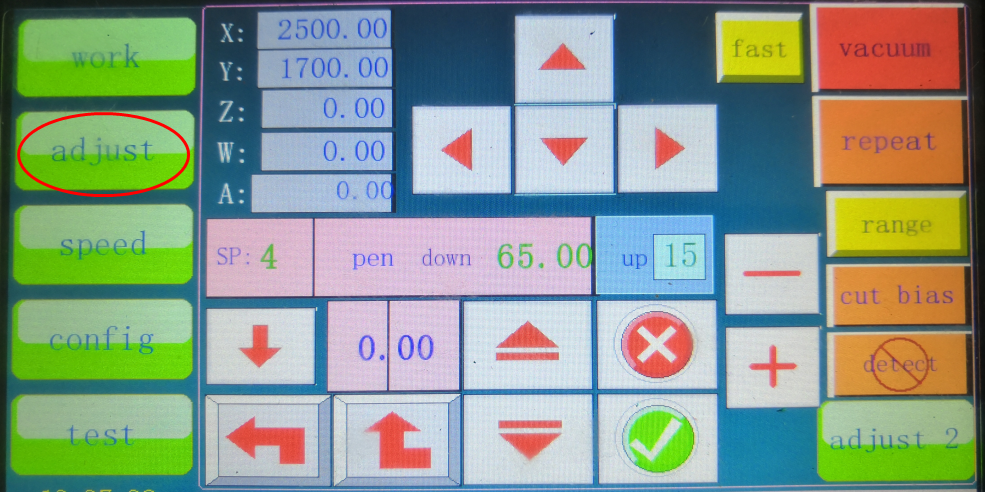 work
adjust
speed
config
test
X: 2500.00
Y: 1700.00
Z: 0.00
W: 0.00
A: 0.00
fast
vacuum
repeat
range
SP: 4 pen down 65.00 up 15
cut bias
0.00
detect
adjust 2